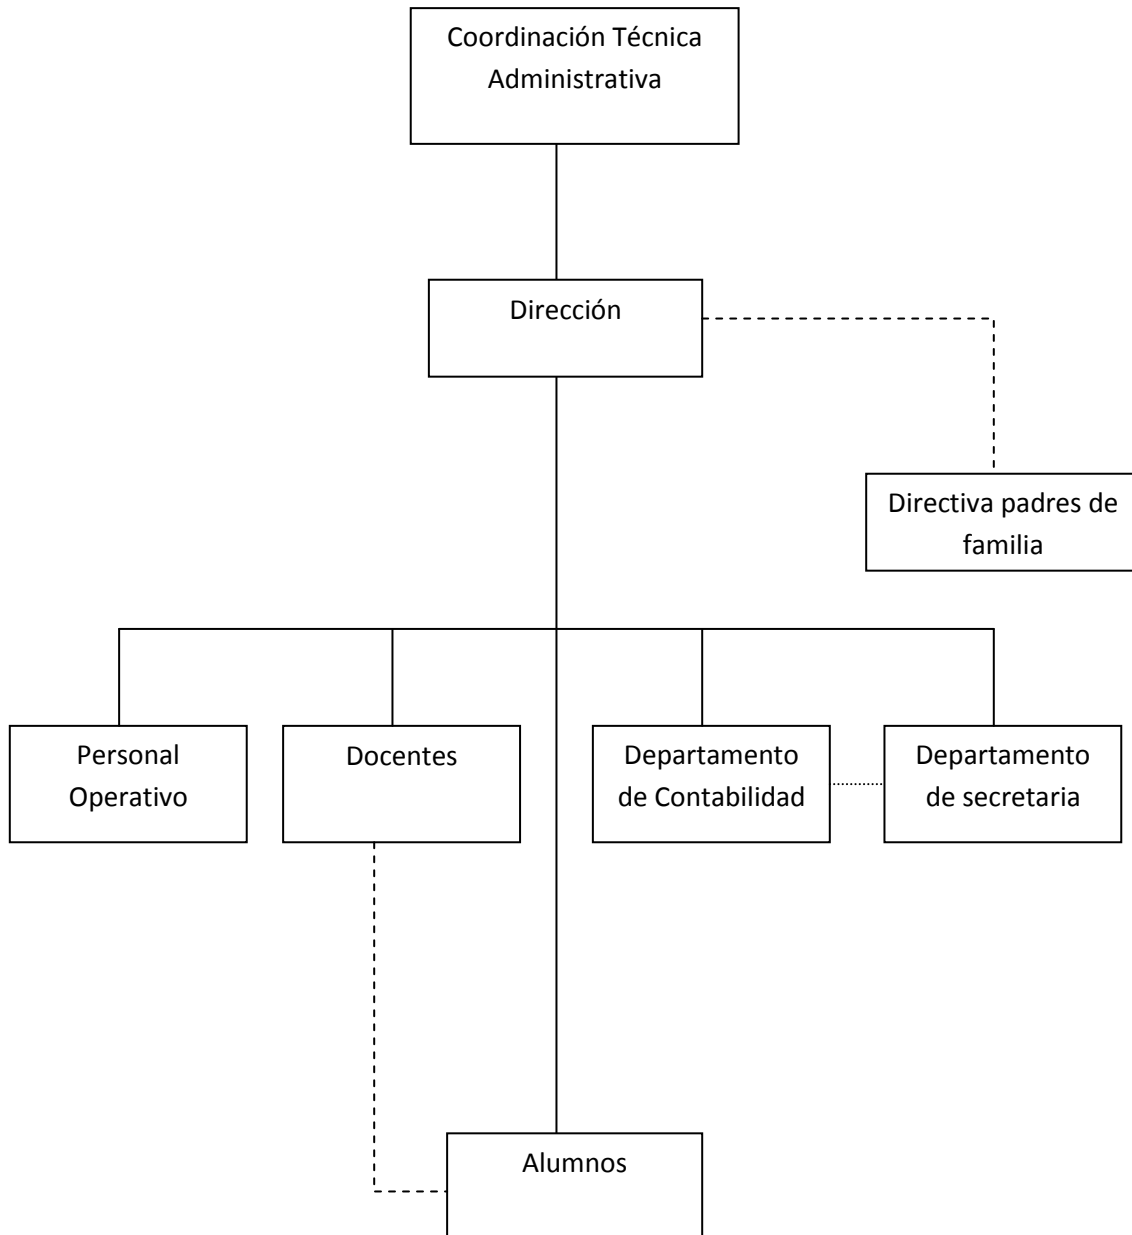 Coordinación Técnica
Administrativa
Dirección
Directiva padres de
familia
Personal
Operativo
Docentes
Departamento
de Contabilidad
Departamento
de secretaria
Alumnos